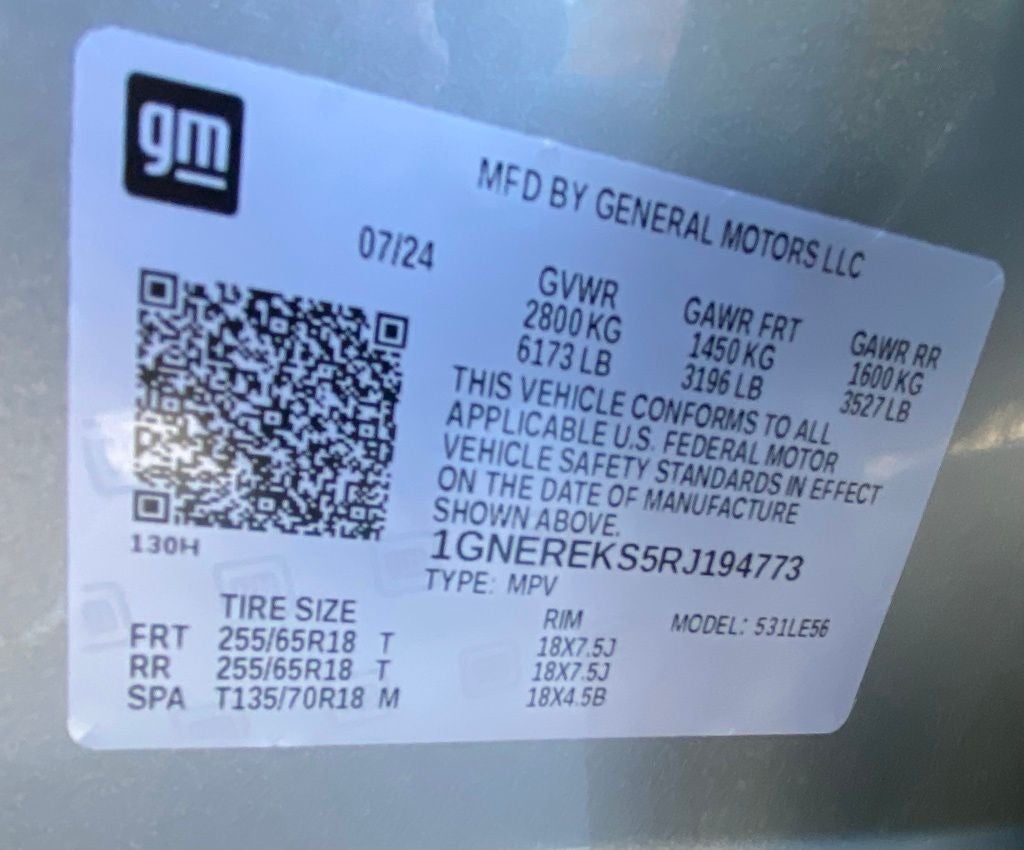 gm
MFD BY GENERAL MOTORS LLC
07/24
GVWR GAWR FRT GAWR RR
2800 KG 1450 KG 1600 KG
6173 LB 3196 LB 3527 LB
THIS VEHICLE CONFORMS TO ALL
APPLICABLE U.S. FEDERAL MOTOR
VEHICLE SAFETY STANDARDS IN EFFECT
ON THE DATE OF MANUFACTURE
SHOWN ABOVE.
130H
1GNEREKS5RJ194773
TYPE: MPV
TIRE SIZE RIM MODEL: 531LE56
FRT 255/65R18 T 18X7.5J
RR 255/65R18 T 18X7.5J
SPA T135/70R18 M 18X4.5B